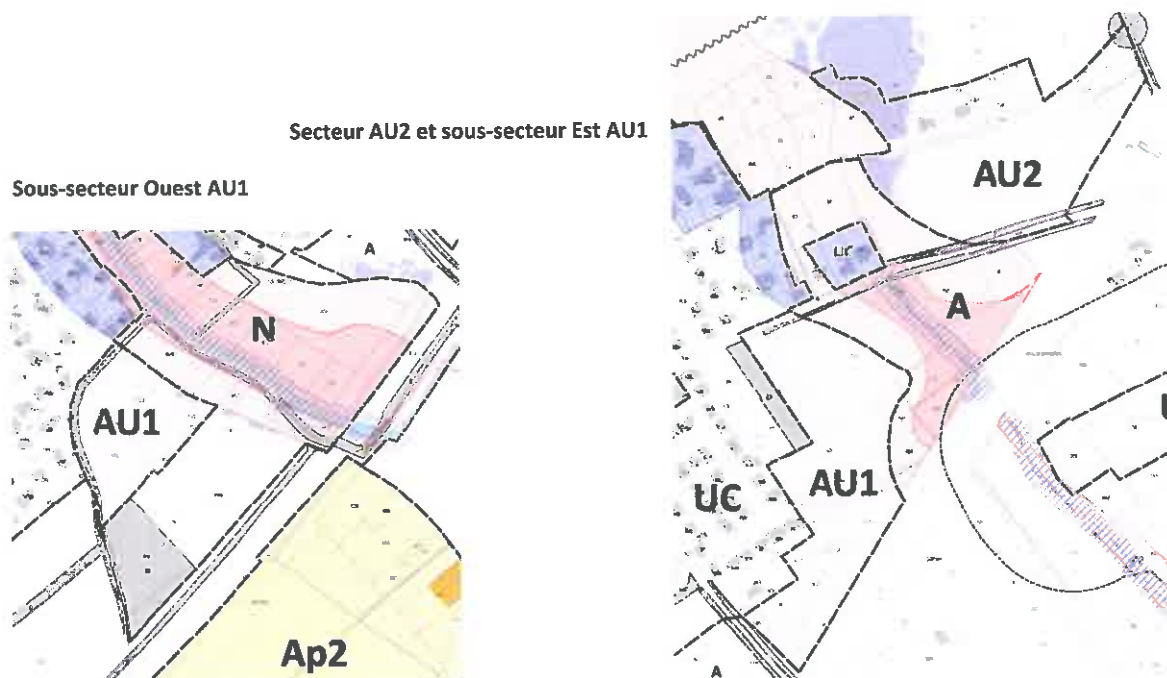 Secteur AU2 et sous-secteur Est AU1
Sous-secteur Ouest AU1
AU2
A
UC
N
A
AU1
AU1
UC
Ap2
A